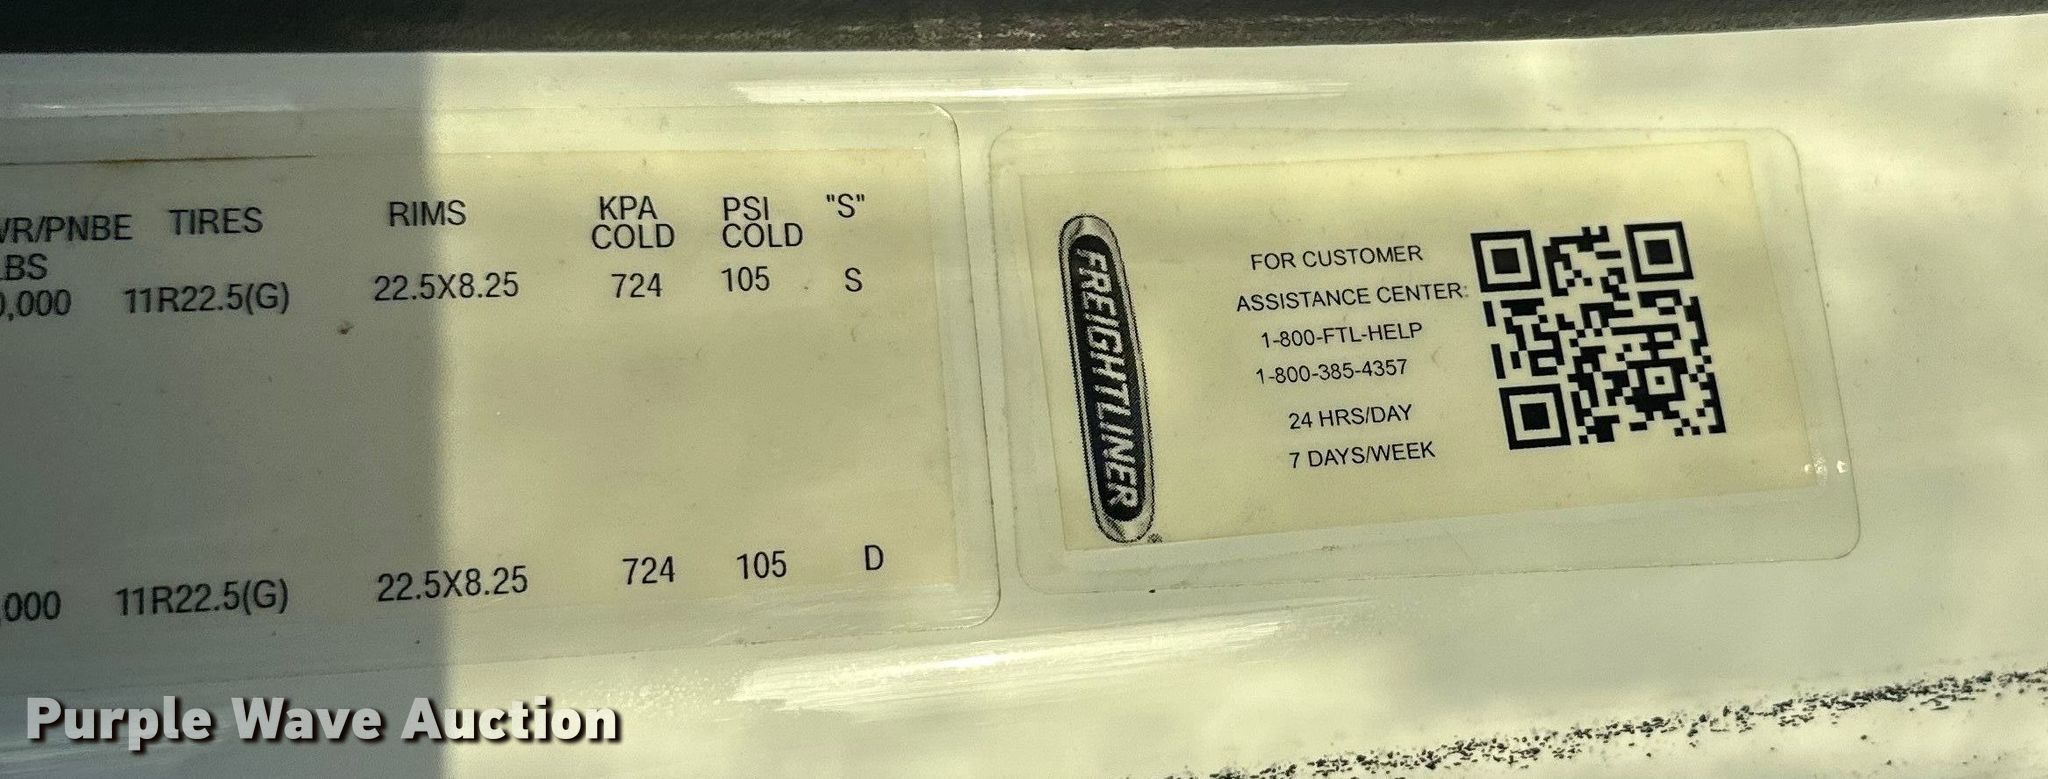 VR/PNBE TIRES RIMS KPA COLD PSI COLD "S"
LBS
0,000 11R22.5(G) 22.5X8.25 724 105 S
,000 11R22.5(G) 22.5X8.25 724 105 D
FREIGHTLINER
FOR CUSTOMER
ASSISTANCE CENTER:
1-800-FTL-HELP
1-800-385-4357
24 HRS/DAY
7 DAYS/WEEK
Purple Wave Auction